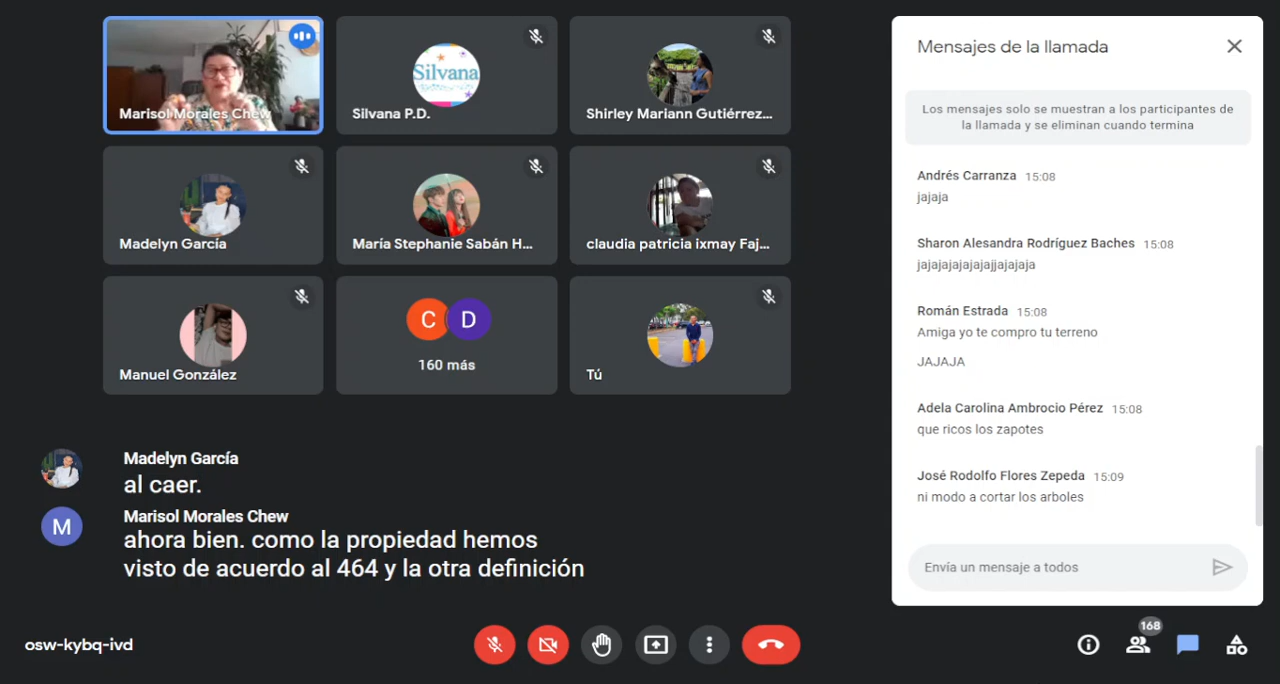 Marisol Morales Chew
Silvana
Silvana P.D.
Shirley Mariann Gutiérrez...
Madelyn García
María Stephanie Sabán H...
claudia patricia ixmay Faj...
Manuel González
C D
160 más
Tú
Madelyn García
al caer.
M
Marisol Morales Chew
ahora bien. como la propiedad hemos
visto de acuerdo al 464 y la otra definición
osw-kybq-ivd
Mensajes de la llamada
Los mensajes solo se muestran a los participantes de
la llamada y se eliminan cuando termina
Andrés Carranza 15:08
jajaja
Sharon Alesandra Rodríguez Baches 15:08
jajajajajajajajjajajaja
Román Estrada 15:08
Amiga yo te compro tu terreno
JAJAJA
Adela Carolina Ambrocio Pérez 15:08
que ricos los zapotes
José Rodolfo Flores Zepeda 15:09
ni modo a cortar los arboles
Envía un mensaje a todos
168